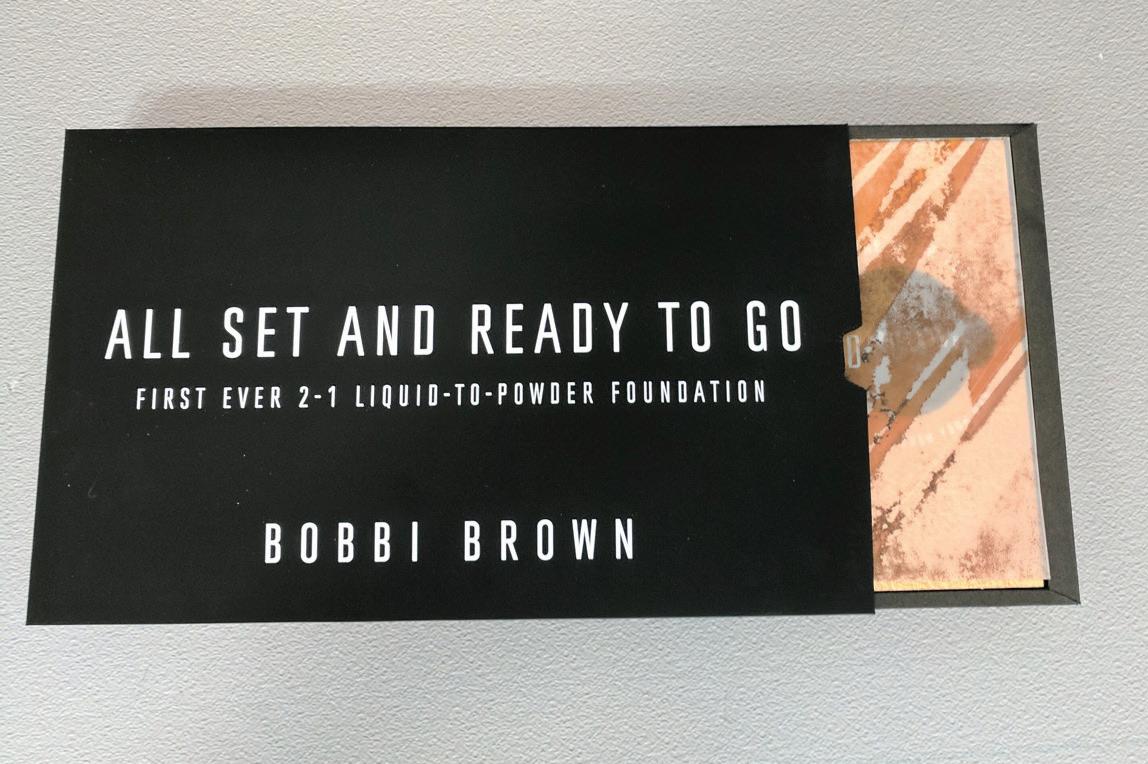 ALL SET AND READY TO GO
FIRST EVER 2-1 LIQUID-TO-POWDER FOUNDATION
BOBBI BROWN